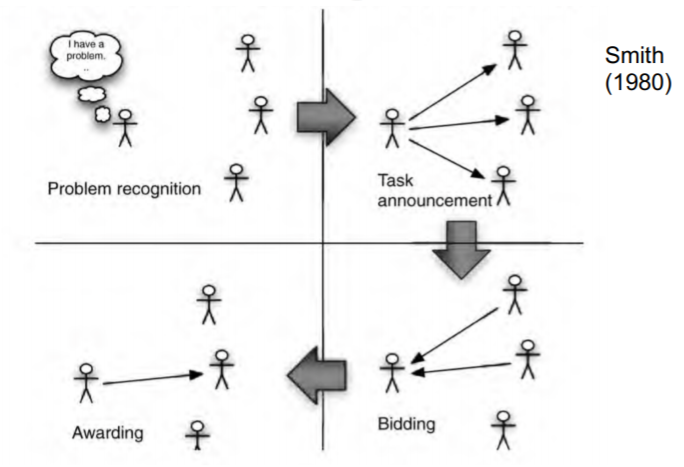 I have a
problem.
..
Problem recognition
Task
announcement
Smith
(1980)
Awarding
Bidding